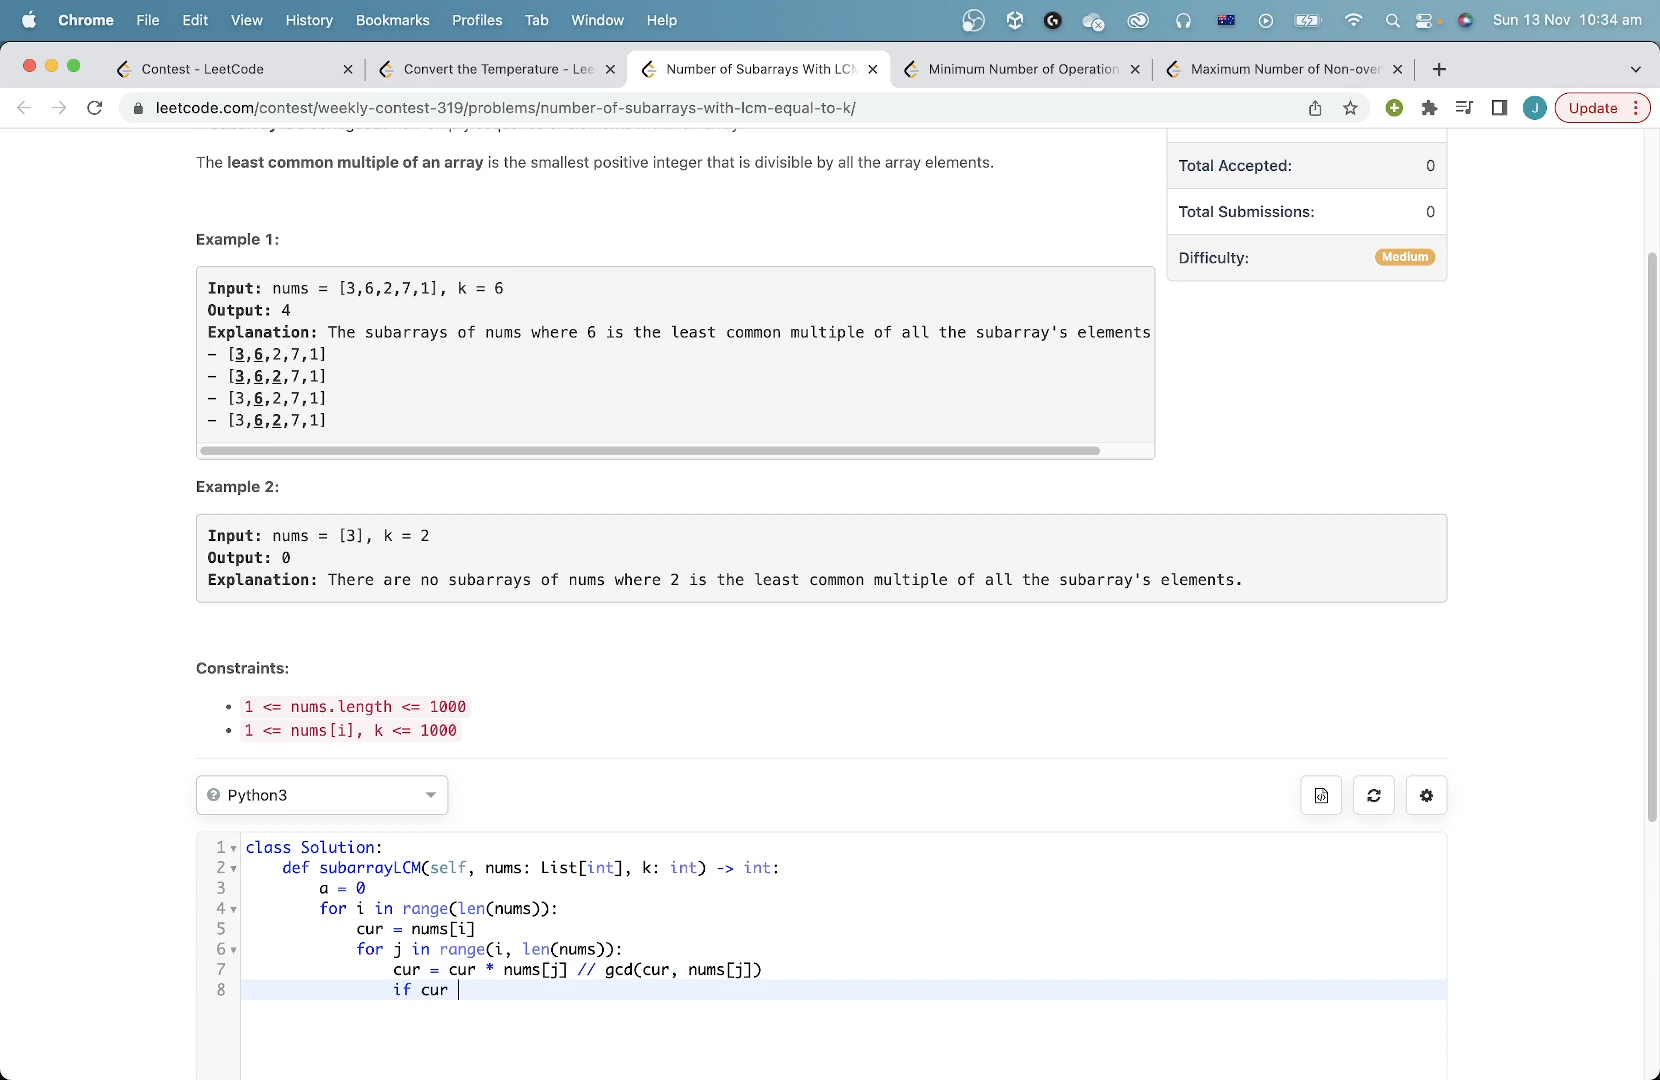 Chrome File Edit View History Bookmarks Profiles Tab Window Help Sun 13 Nov 10:34 am
Contest - LeetCode Convert the Temperature - Lee Number of Subarrays With LCM Minimum Number of Operation Maximum Number of Non-over
leetcode.com/contest/weekly-contest-319/problems/number-of-subarrays-with-lcm-equal-to-k/ J Update
The least common multiple of an array is the smallest positive integer that is divisible by all the array elements.
Total Accepted: 0
Total Submissions: 0
Difficulty: Medium
Example 1:
Input: nums = [3,6,2,7,1], k = 6
Output: 4
Explanation: The subarrays of nums where 6 is the least common multiple of all the subarray's elements
- [3,6,2,7,1]
- [3,6,2,7,1]
- [3,6,2,7,1]
- [3,6,2,7,1]
Example 2:
Input: nums = [3], k = 2
Output: 0
Explanation: There are no subarrays of nums where 2 is the least common multiple of all the subarray's elements.
Constraints:
• 1 <= nums.length <= 1000
• 1 <= nums[i], k <= 1000
Python3
1 class Solution:
2 def subarrayLCM(self, nums: List[int], k: int) -> int:
3 a = 0
4 for i in range(len(nums)):
5 cur = nums[i]
6 for j in range(i, len(nums)):
7 cur = cur * nums[j] // gcd(cur, nums[j])
8 if cur